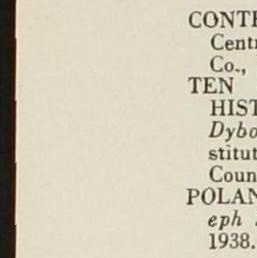 CONTE
Centr
Co.,
TEN
HIST
Dybo
stitut
Coun
POLAN
eph
1938.